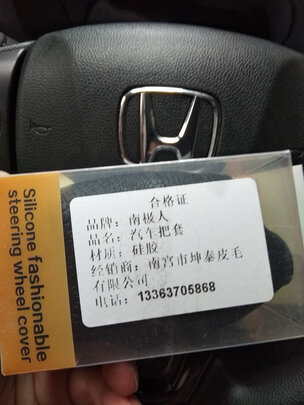 Silicone fashionable
steering wheel cover
合格证
品牌：南极人
品名：汽车把套
材质：硅胶
经销商：南宫市坤泰皮毛
有限公司
电话：13363705868